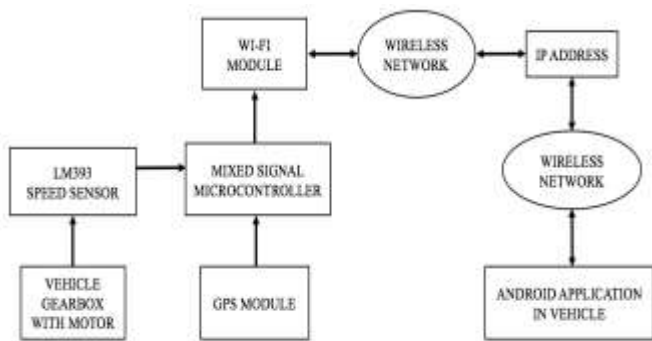 WI-FI
MODULE
WIRELESS
NETWORK
IP ADDRESS
LM393
SPEED SENSOR
MIXED SIGNAL
MICROCONTROLLER
WIRELESS
NETWORK
VEHICLE
GEARBOX
WITH MOTOR
GPS MODULE
ANDROID APPLICATION
IN VEHICLE